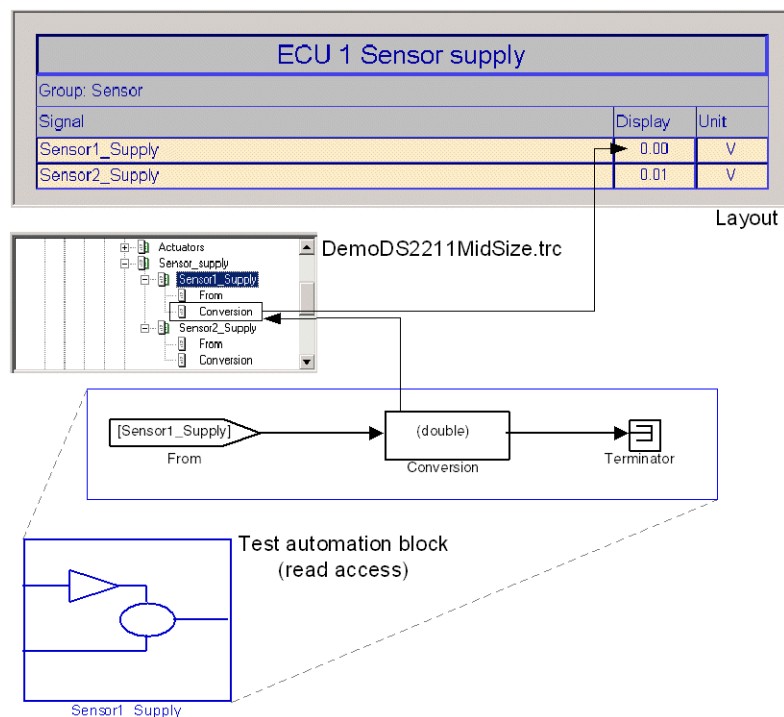 ECU 1 Sensor supply
Group: Sensor
Signal Display Unit
Sensor1_Supply 0.00 V
Sensor2_Supply 0.01 V
Layout
DemoDS2211MidSize.trc
Actuators
Sensor_supply
Sensor1_Supply
From
Conversion
Sensor2_Supply
From
Conversion
[Sensor1_Supply]
(double)
From
Conversion
Terminator
Test automation block
(read access)
Sensor1_Supply